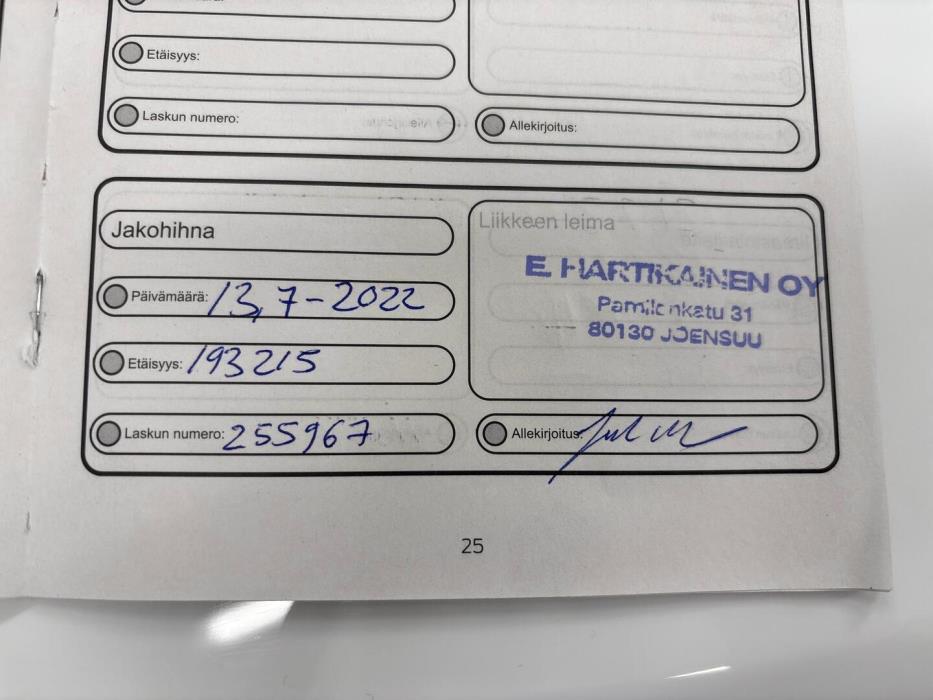 Etäisyys:
Laskun numero:
Allekirjoitus:
Jakohihna
Liikkeen leima
Päivämäärä: 13,7-2022
E. HARTIKAINEN OY
Pamilonkatu 31
80130 JOENSUU
Etäisyys: 193215
Laskun numero: 255967
Allekirjoitus:
25